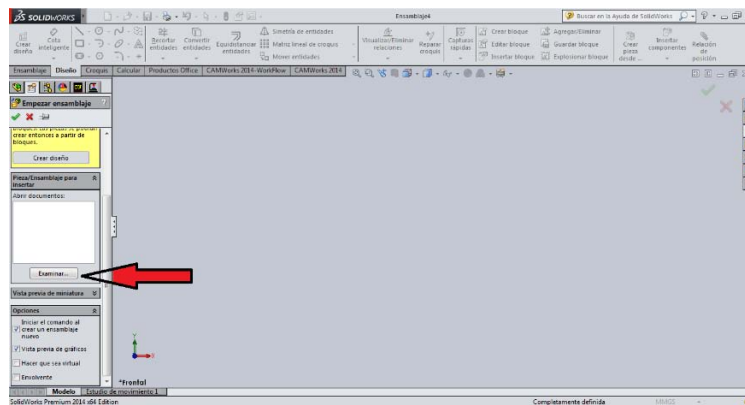 SOLIDWORKS
Ensamblaje4
Buscar en la Ayuda de SolidWorks
Crear diseño
Cota inteligente
Recortar entidades
Convertir entidades
Equidistanciar entidades
Simetría de entidades
Matriz lineal de croquis
Mover entidades
Visualizar/Eliminar relaciones
Reparar croquis
Capturas rápidas
Crear bloque
Editar bloque
Insertar bloque
Agregar/Eliminar
Guardar bloque
Explosionar bloque
Crear pieza desde ...
Insertar componentes
Relación de posición
Ensamblaje Diseño Croquis Calcular Productos Office CAMWorks 2014-WorkFlow CAMWorks 2014
Empezar ensamblaje ?
crear entonces a partir de
bloques.
Crear diseño
Pieza/Ensamblaje para
insertar
Abrir documentos:
Examinar...
Vista previa de miniatura
Opciones
Iniciar el comando al
crear un ensamblaje
nuevo
Vista previa de gráficos
Hacer que sea virtual
Envolvente
*Frontal
Modelo Estudio de movimiento 1
SolidWorks Premium 2014 x64 Edition
Completamente definida
MMGS